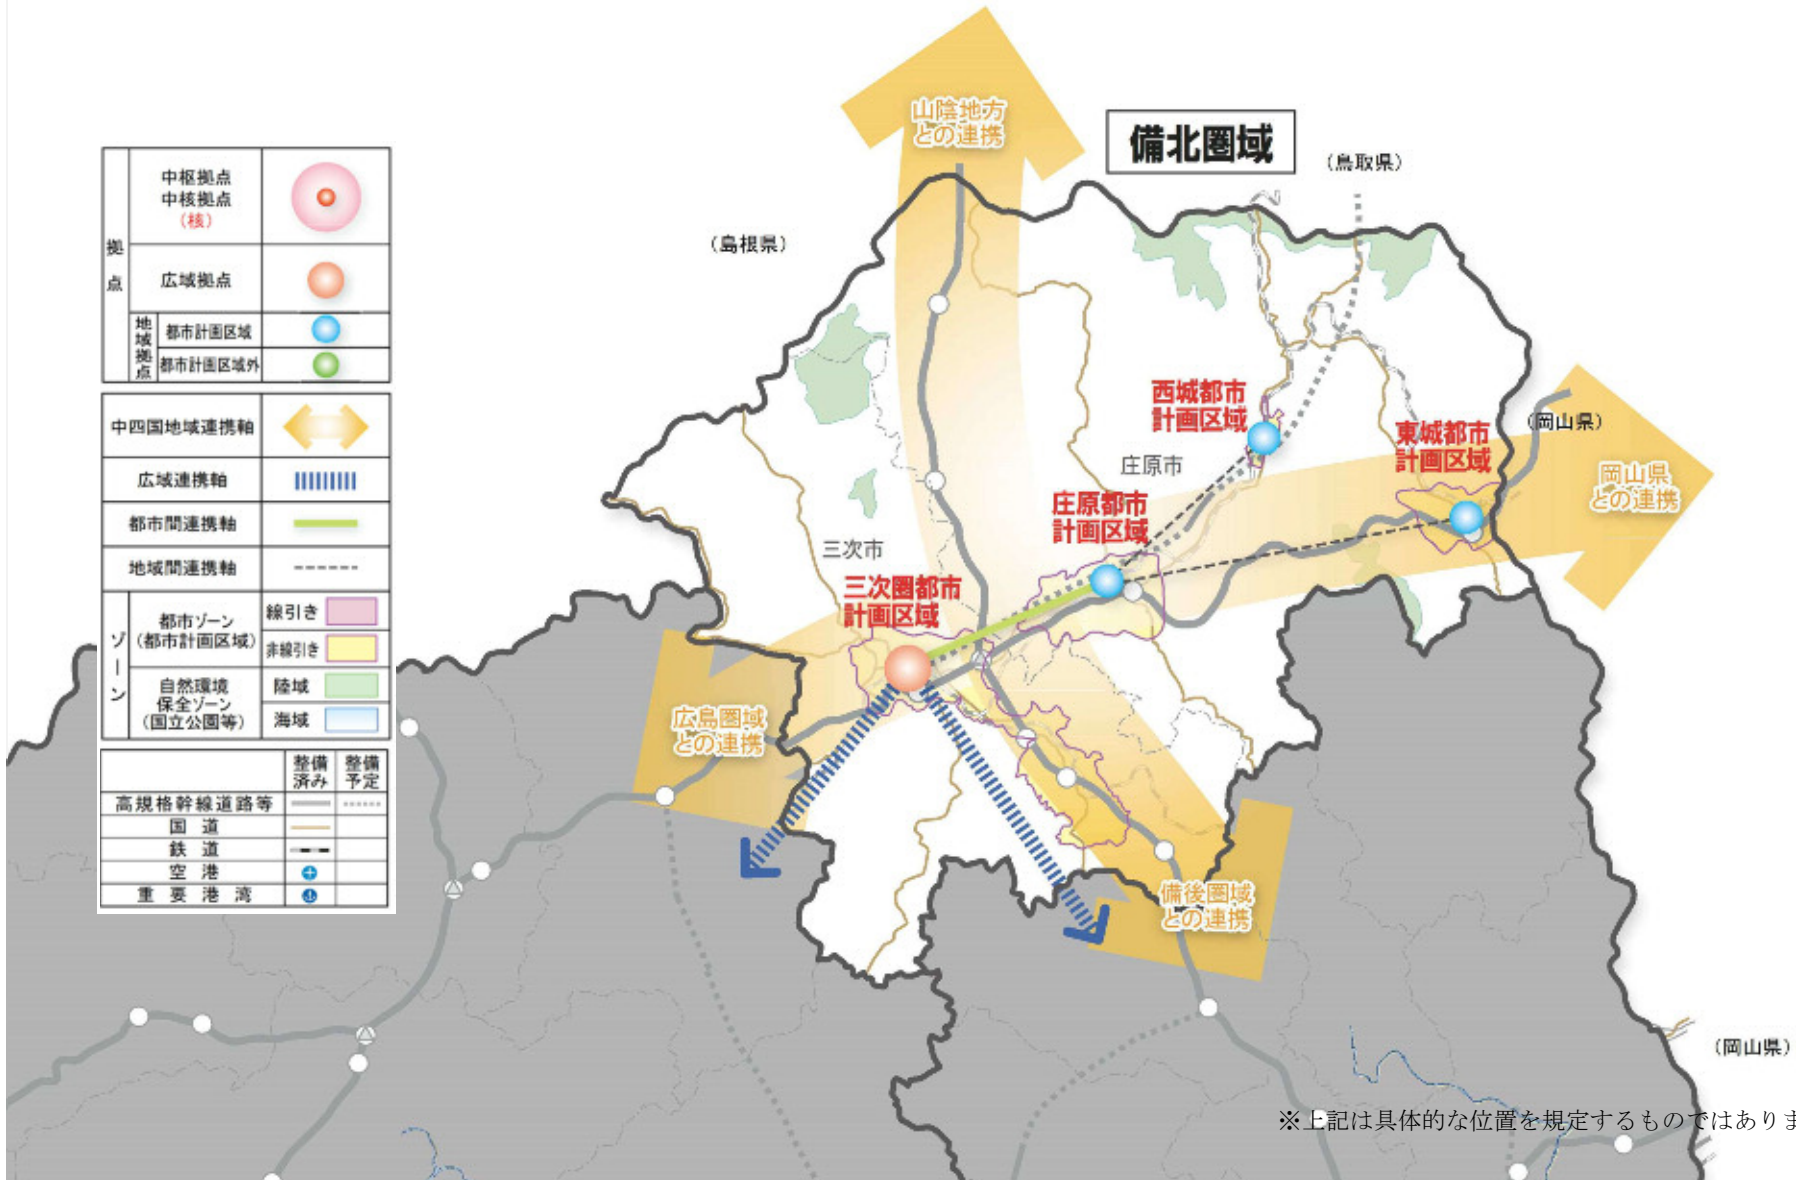 備北圏域
(鳥取県)
(島根県)
(岡山県)
(岡山県)
山陰地方
との連携
岡山県
との連携
広島圏域
との連携
備後圏域
との連携
西城都市
計画区域
東城都市
計画区域
庄原都市
計画区域
三次圏都市
計画区域
庄原市
三次市
拠点
中枢拠点
中核拠点
(核)
広域拠点
地域拠点
都市計画区域
都市計画区域外
中四国地域連携軸
広域連携軸
都市間連携軸
地域間連携軸
ゾーン
都市ゾーン
(都市計画区域)
線引き
非線引き
自然環境
保全ゾーン
(国立公園等)
陸域
海域
整備
済み
整備
予定
高規格幹線道路等
国道
鉄道
空港
重要港湾
※上記は具体的な位置を規定するものではありま